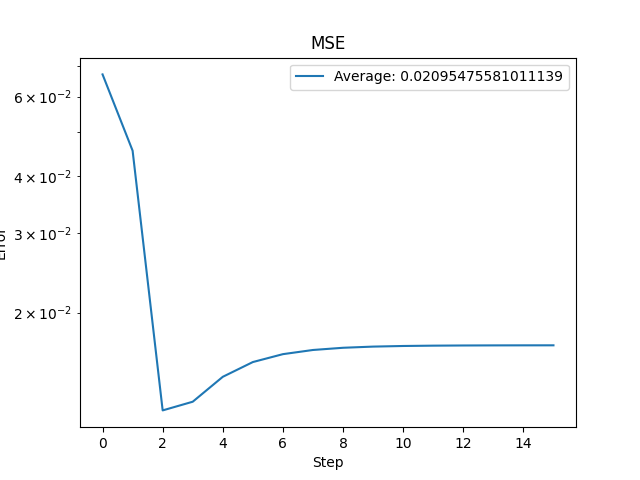 MSE
Average: 0.02095475581011139
6 × 10⁻²
4 × 10⁻²
3 × 10⁻²
2 × 10⁻²
Error
0 2 4 6 8 10 12 14
Step